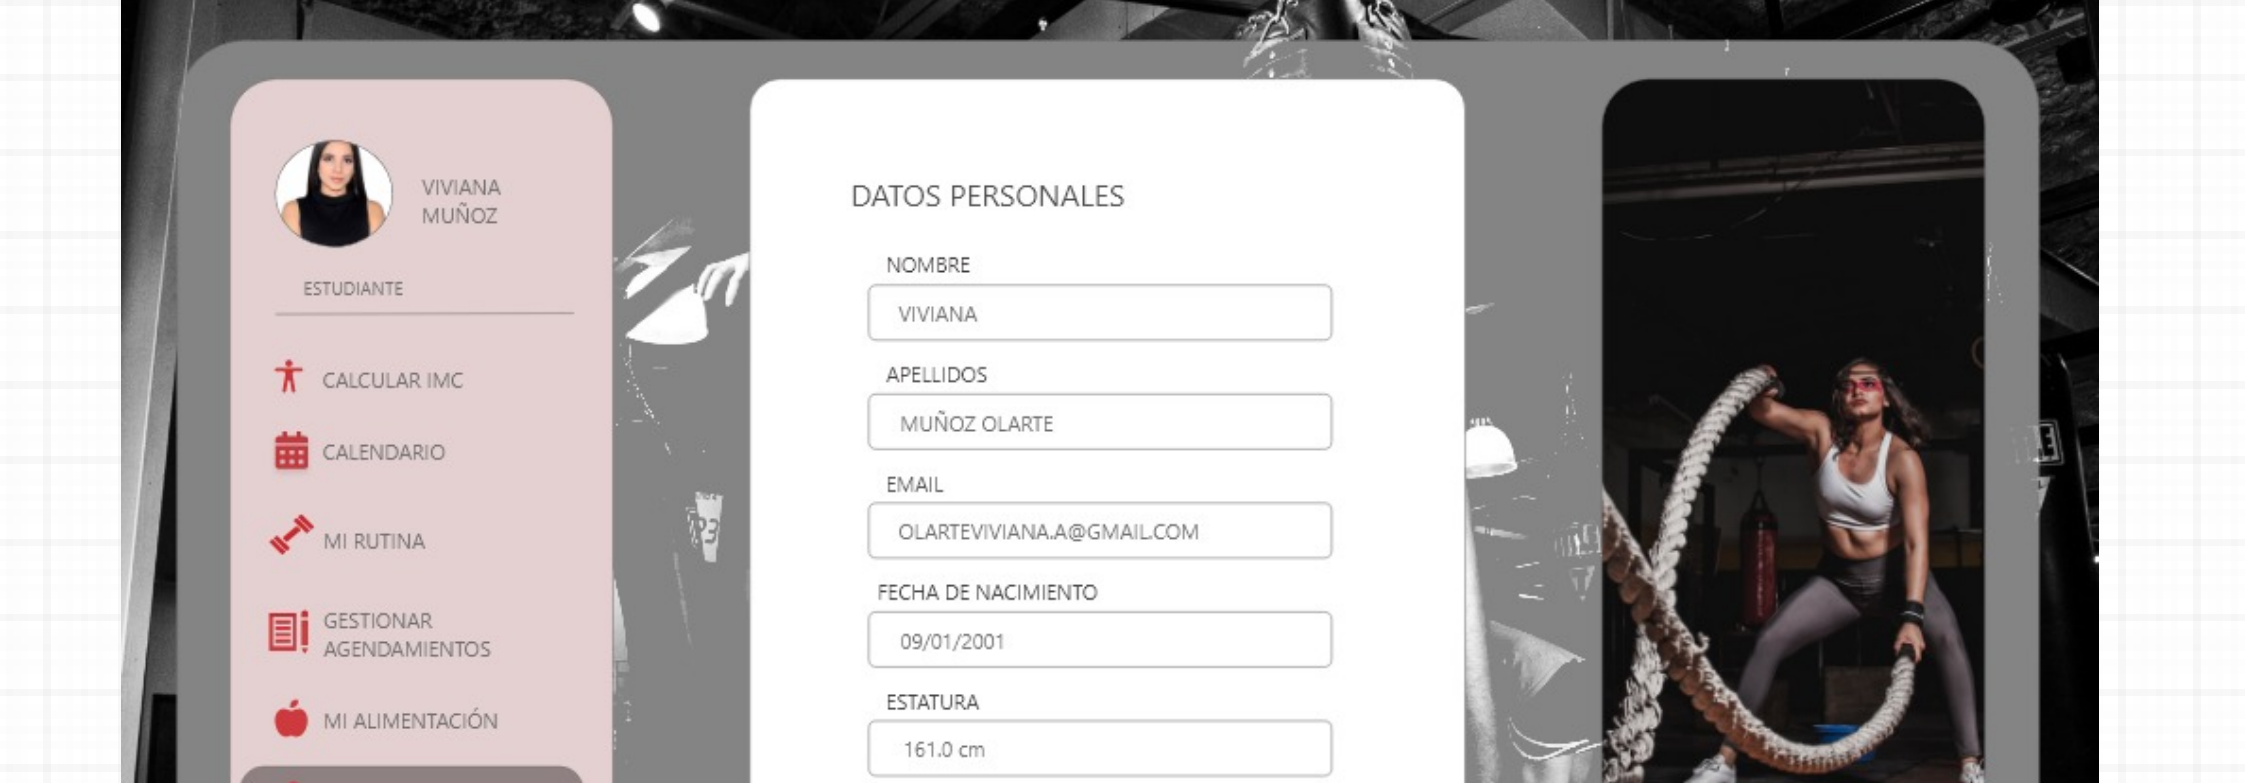 VIVIANA
MUÑOZ
ESTUDIANTE
CALCULAR IMC
CALENDARIO
MI RUTINA
GESTIONAR
AGENDAMIENTOS
MI ALIMENTACIÓN
DATOS PERSONALES
NOMBRE
VIVIANA
APELLIDOS
MUÑOZ OLARTE
EMAIL
OLARTEVIVIANA.A@GMAIL.COM
FECHA DE NACIMIENTO
09/01/2001
ESTATURA
161.0 cm